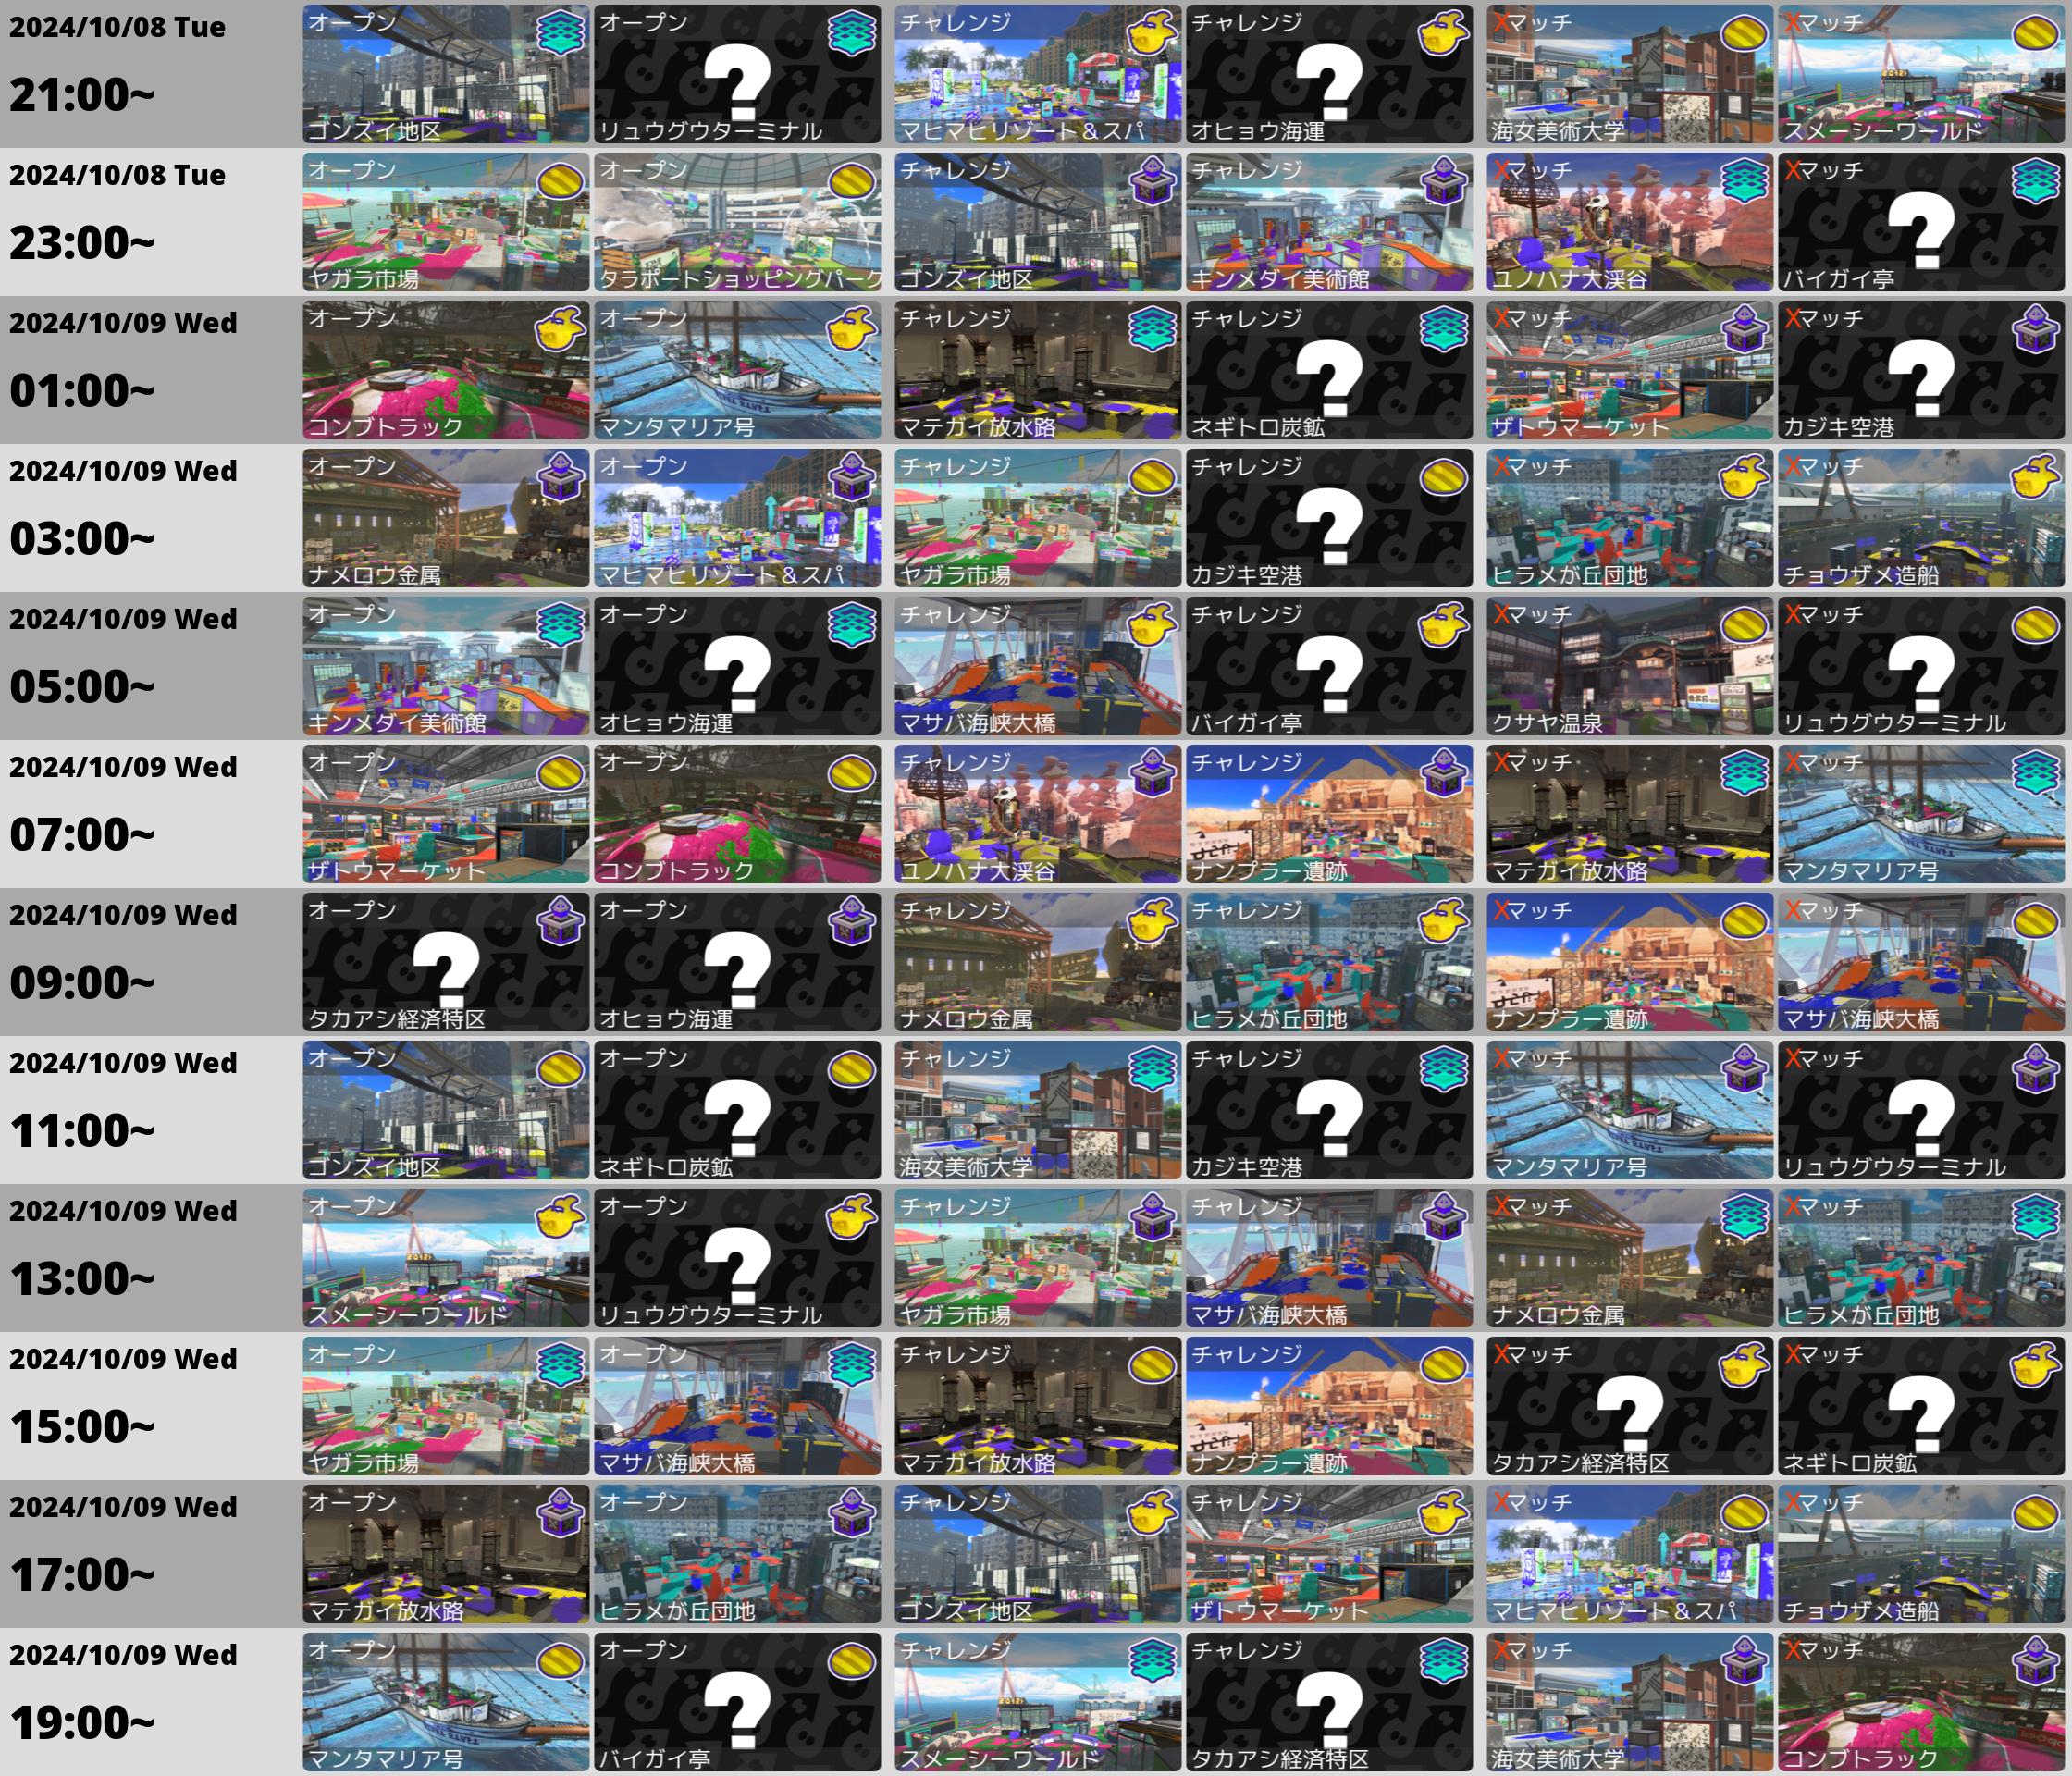 2024/10/08 Tue
21:00~
オープン
ゴンズイ地区
オープン
リュウグウターミナル
チャレンジ
マヒマヒリゾート＆スパ
チャレンジ
オヒョウ海運
Xマッチ
海女美術大学
Xマッチ
スメーシーワールド
2024/10/08 Tue
23:00~
オープン
ヤガラ市場
オープン
タラポートショッピングパーク
チャレンジ
ゴンズイ地区
チャレンジ
キンメダイ美術館
Xマッチ
ユノハナ大渓谷
Xマッチ
バイガイ亭
2024/10/09 Wed
01:00~
オープン
コンブトラック
オープン
マンタマリア号
チャレンジ
マテガイ放水路
チャレンジ
ネギトロ炭鉱
Xマッチ
ザトウマーケット
Xマッチ
カジキ空港
2024/10/09 Wed
03:00~
オープン
ナメロウ金属
オープン
マヒマヒリゾート＆スパ
チャレンジ
ヤガラ市場
チャレンジ
カジキ空港
Xマッチ
ヒラメが丘団地
Xマッチ
チョウザメ造船
2024/10/09 Wed
05:00~
オープン
キンメダイ美術館
オープン
オヒョウ海運
チャレンジ
マサバ海峡大橋
チャレンジ
バイガイ亭
Xマッチ
クサヤ温泉
Xマッチ
リュウグウターミナル
2024/10/09 Wed
07:00~
オープン
ザトウマーケット
オープン
コンブトラック
チャレンジ
ユノハナ大渓谷
チャレンジ
ナンプラー遺跡
Xマッチ
マテガイ放水路
Xマッチ
マンタマリア号
2024/10/09 Wed
09:00~
オープン
タカアシ経済特区
オープン
オヒョウ海運
チャレンジ
ナメロウ金属
チャレンジ
ヒラメが丘団地
Xマッチ
ナンプラー遺跡
Xマッチ
マサバ海峡大橋
2024/10/09 Wed
11:00~
オープン
ゴンズイ地区
オープン
ネギトロ炭鉱
チャレンジ
海女美術大学
チャレンジ
カジキ空港
Xマッチ
マンタマリア号
Xマッチ
リュウグウターミナル
2024/10/09 Wed
13:00~
オープン
スメーシーワールド
オープン
リュウグウターミナル
チャレンジ
ヤガラ市場
チャレンジ
マサバ海峡大橋
Xマッチ
ナメロウ金属
Xマッチ
ヒラメが丘団地
2024/10/09 Wed
15:00~
オープン
ヤガラ市場
オープン
マサバ海峡大橋
チャレンジ
マテガイ放水路
チャレンジ
ナンプラー遺跡
Xマッチ
タカアシ経済特区
Xマッチ
ネギトロ炭鉱
2024/10/09 Wed
17:00~
オープン
マテガイ放水路
オープン
ヒラメが丘団地
チャレンジ
ゴンズイ地区
チャレンジ
ザトウマーケット
Xマッチ
マヒマヒリゾート＆スパ
Xマッチ
チョウザメ造船
2024/10/09 Wed
19:00~
オープン
マンタマリア号
オープン
バイガイ亭
チャレンジ
スメーシーワールド
チャレンジ
タカアシ経済特区
Xマッチ
海女美術大学
Xマッチ
コンブトラック